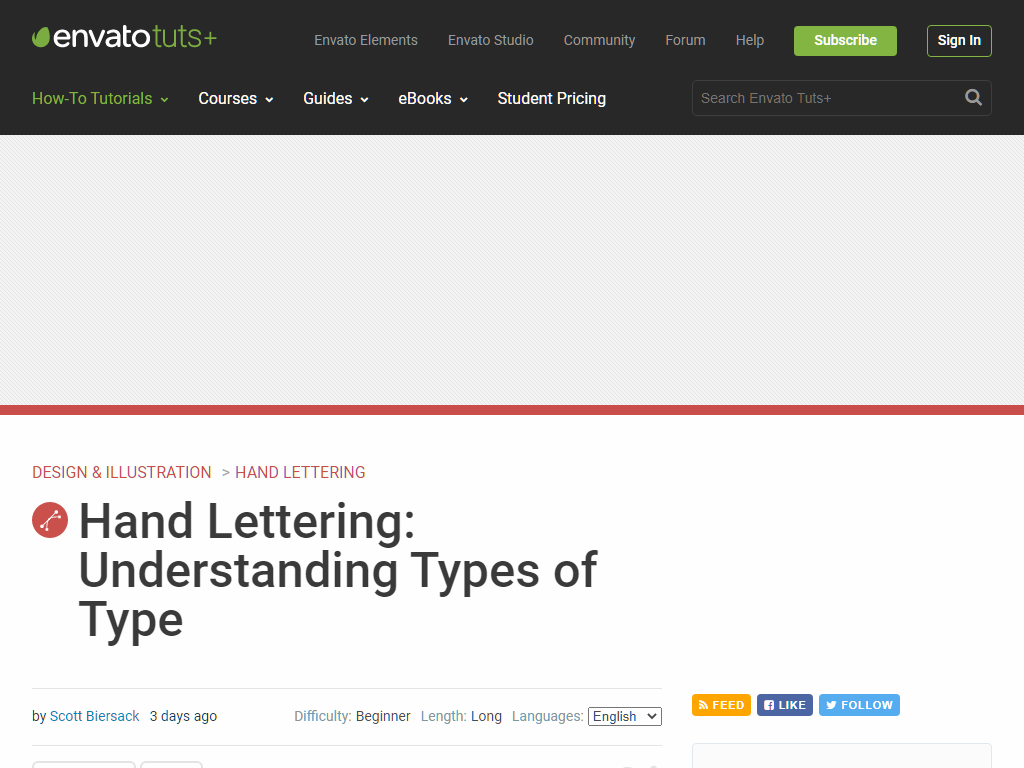 envatotuts+
Envato Elements Envato Studio Community Forum Help Subscribe Sign In
How-To Tutorials Courses Guides eBooks Student Pricing Search Envato Tuts+
DESIGN & ILLUSTRATION > HAND LETTERING
Hand Lettering:
Understanding Types of
Type
by Scott Biersack 3 days ago Difficulty: Beginner Length: Long Languages: English
FEED LIKE FOLLOW